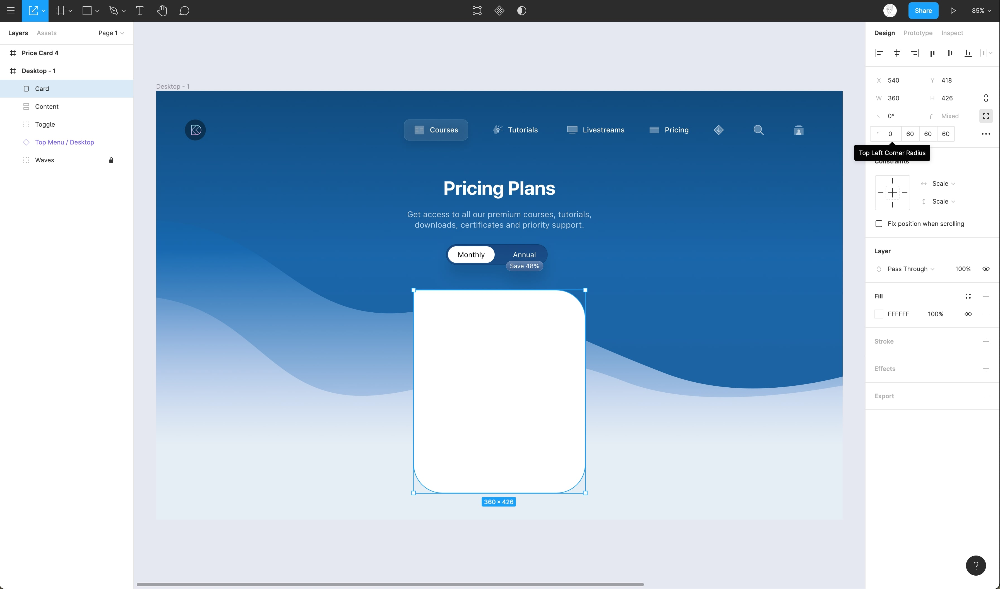 Share
85%
Layers
Assets
Page 1
Price Card 4
Desktop - 1
Card
Content
Toggle
Top Menu / Desktop
Waves
Desktop - 1
Courses
Tutorials
Livestreams
Pricing
Pricing Plans
Get access to all our premium courses, tutorials,
downloads, certificates and priority support.
Monthly
Annual
Save 48%
360 × 426
Design
Prototype
Inspect
X 540
Y 418
W 360
H 426
0°
Mixed
0 60 60 60
Top Left Corner Radius
Constraints
Scale
Scale
Fix position when scrolling
Layer
Pass Through
100%
Fill
FFFFFF
100%
Stroke
Effects
Export
?